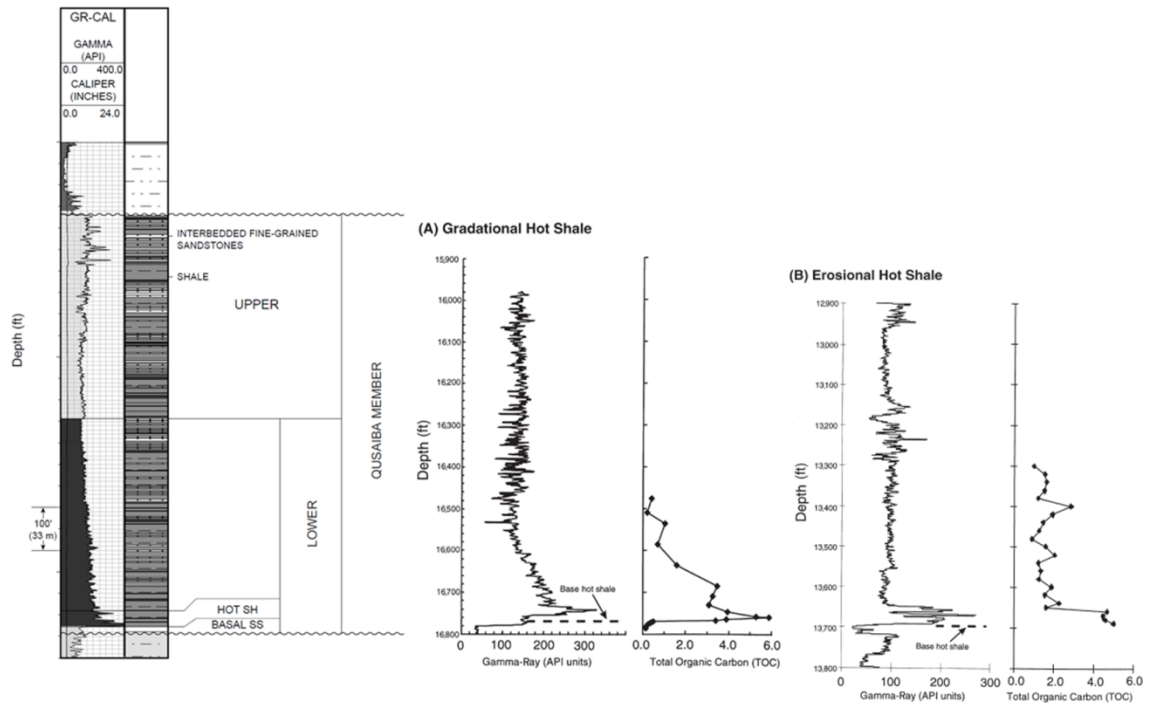 GR-CAL
GAMMA
(API)
0.0 400.0
CALIPER
(INCHES)
0.0 24.0
Depth (ft)
100'
(33 m)
INTERBEDDED FINE-GRAINED
SANDSTONES
SHALE
UPPER
LOWER
HOT SH
BASAL SS
QUSAIBA MEMBER
(A) Gradational Hot Shale
Depth (ft)
15,900
16,000
16,100
16,200
16,300
16,400
16,500
16,600
16,700
16,800
Base hot shale
0 100 200 300
Gamma-Ray (API units)
0.0 2.0 4.0 6.0
Total Organic Carbon (TOC)
(B) Erosional Hot Shale
Depth (ft)
12,900
13,000
13,100
13,200
13,300
13,400
13,500
13,600
13,700
13,800
Base hot shale
0 100 200 300
Gamma-Ray (API units)
0.0 2.0 4.0 6.0
Total Organic Carbon (TOC)